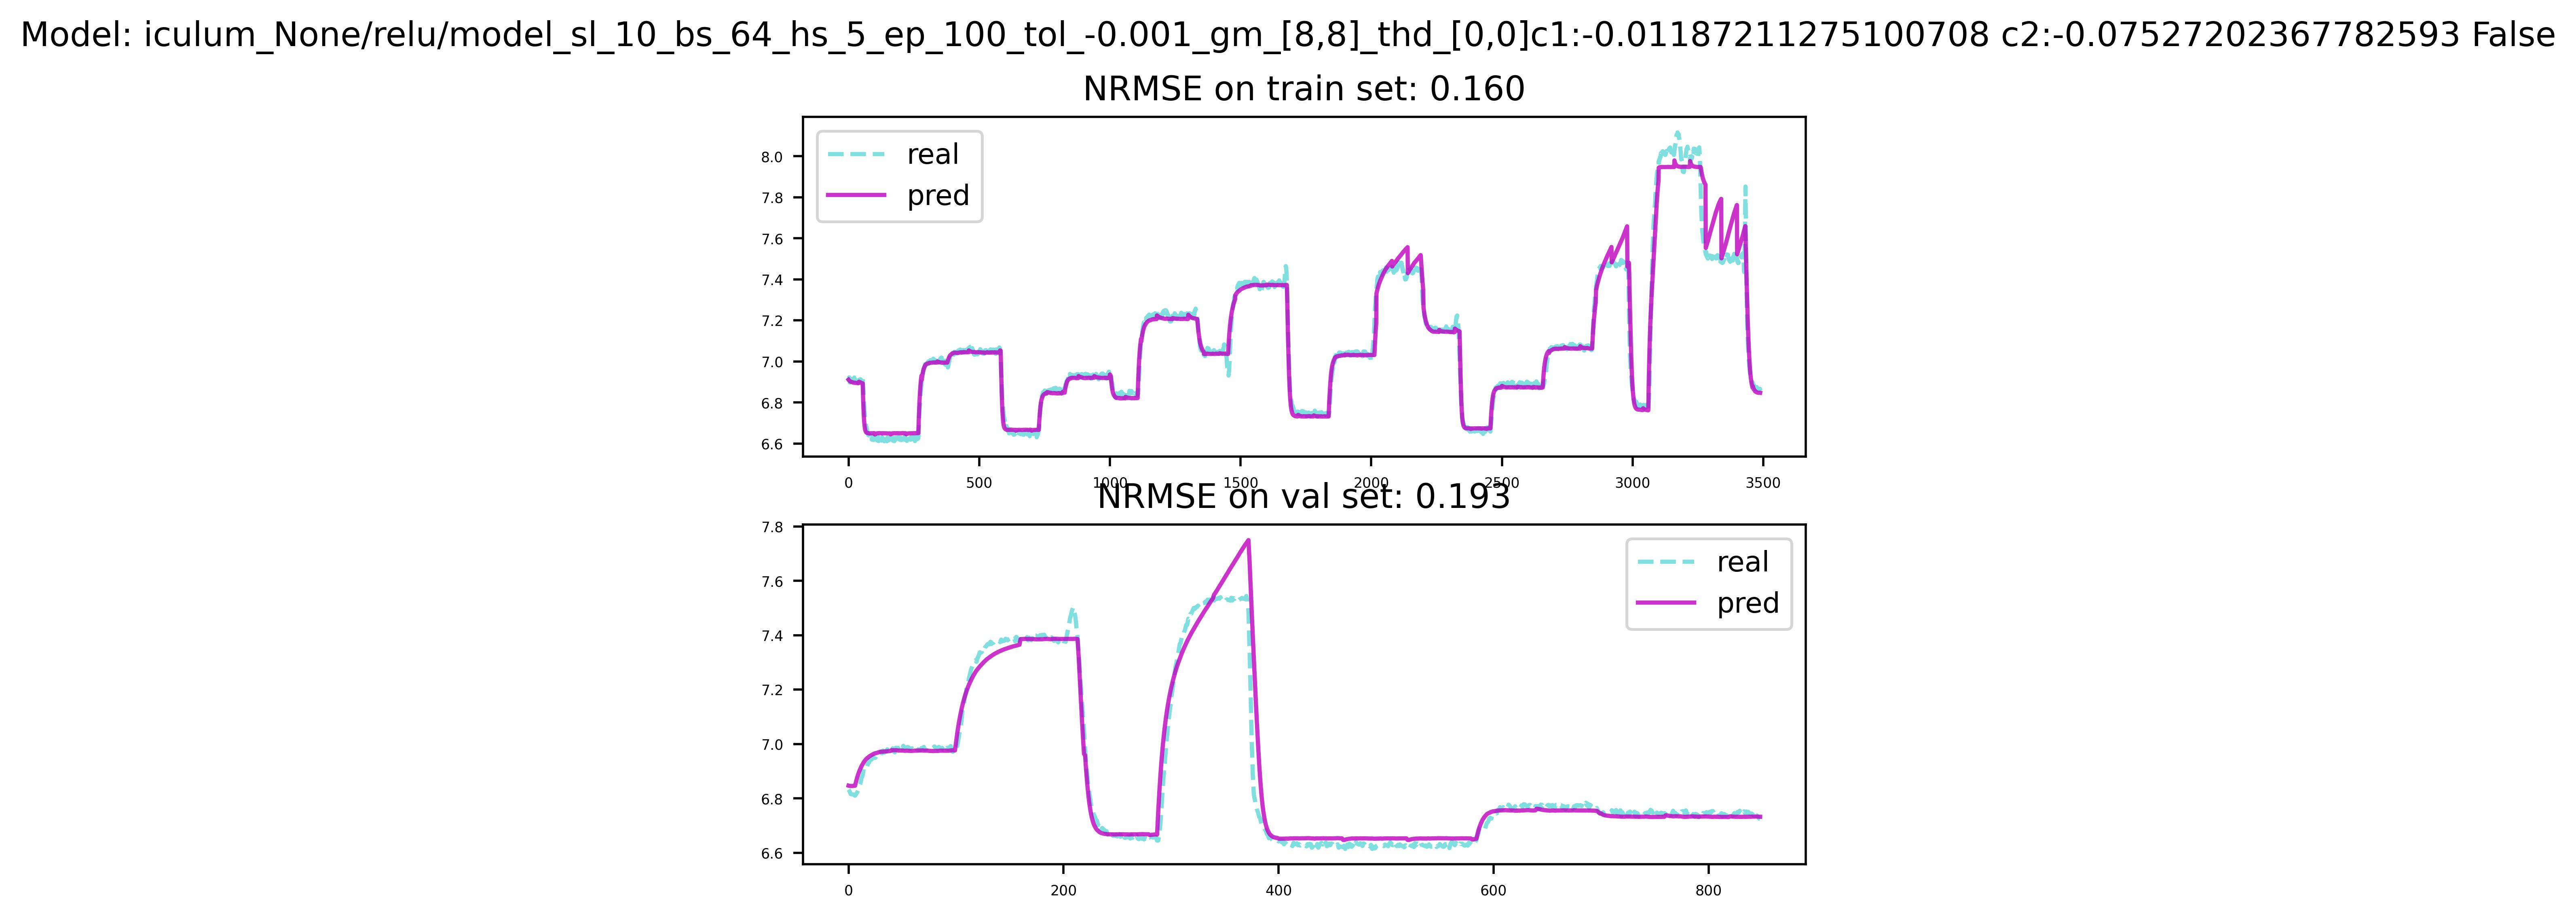 Model: iculum_None/relu/model_sl_10_bs_64_hs_5_ep_100_tol_-0.001_gm_[8,8]_thd_[0,0]c1:-0.01187211275100708 c2:-0.07527202367782593 False
NRMSE on train set: 0.160
real
pred
8.0
7.8
7.6
7.4
7.2
7.0
6.8
6.6
0 500 1000 1500 2000 2500 3000 3500
NRMSE on val set: 0.193
real
pred
7.8
7.6
7.4
7.2
7.0
6.8
6.6
0 200 400 600 800